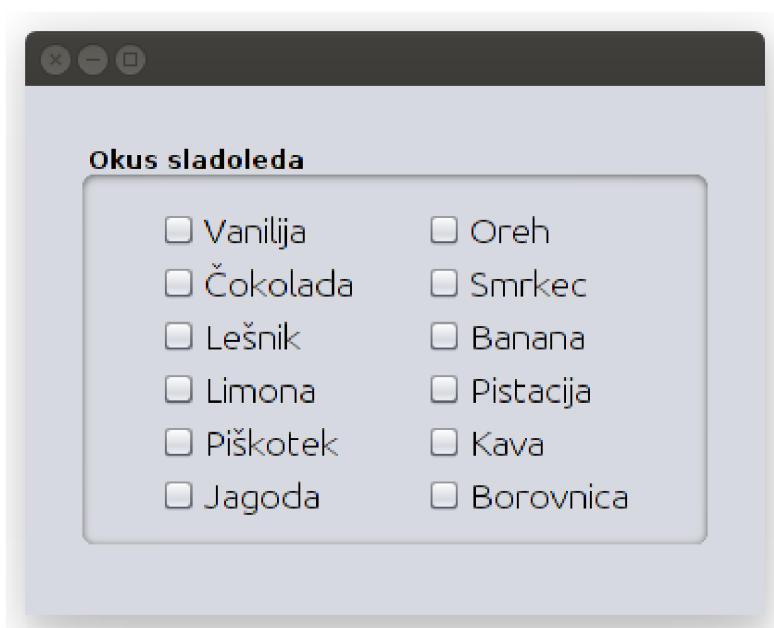 Okus sladoleda
Vanilija
Čokolada
Lešnik
Limona
Piškotek
Jagoda
Oreh
Smrkec
Banana
Pistacija
Kava
Borovnica